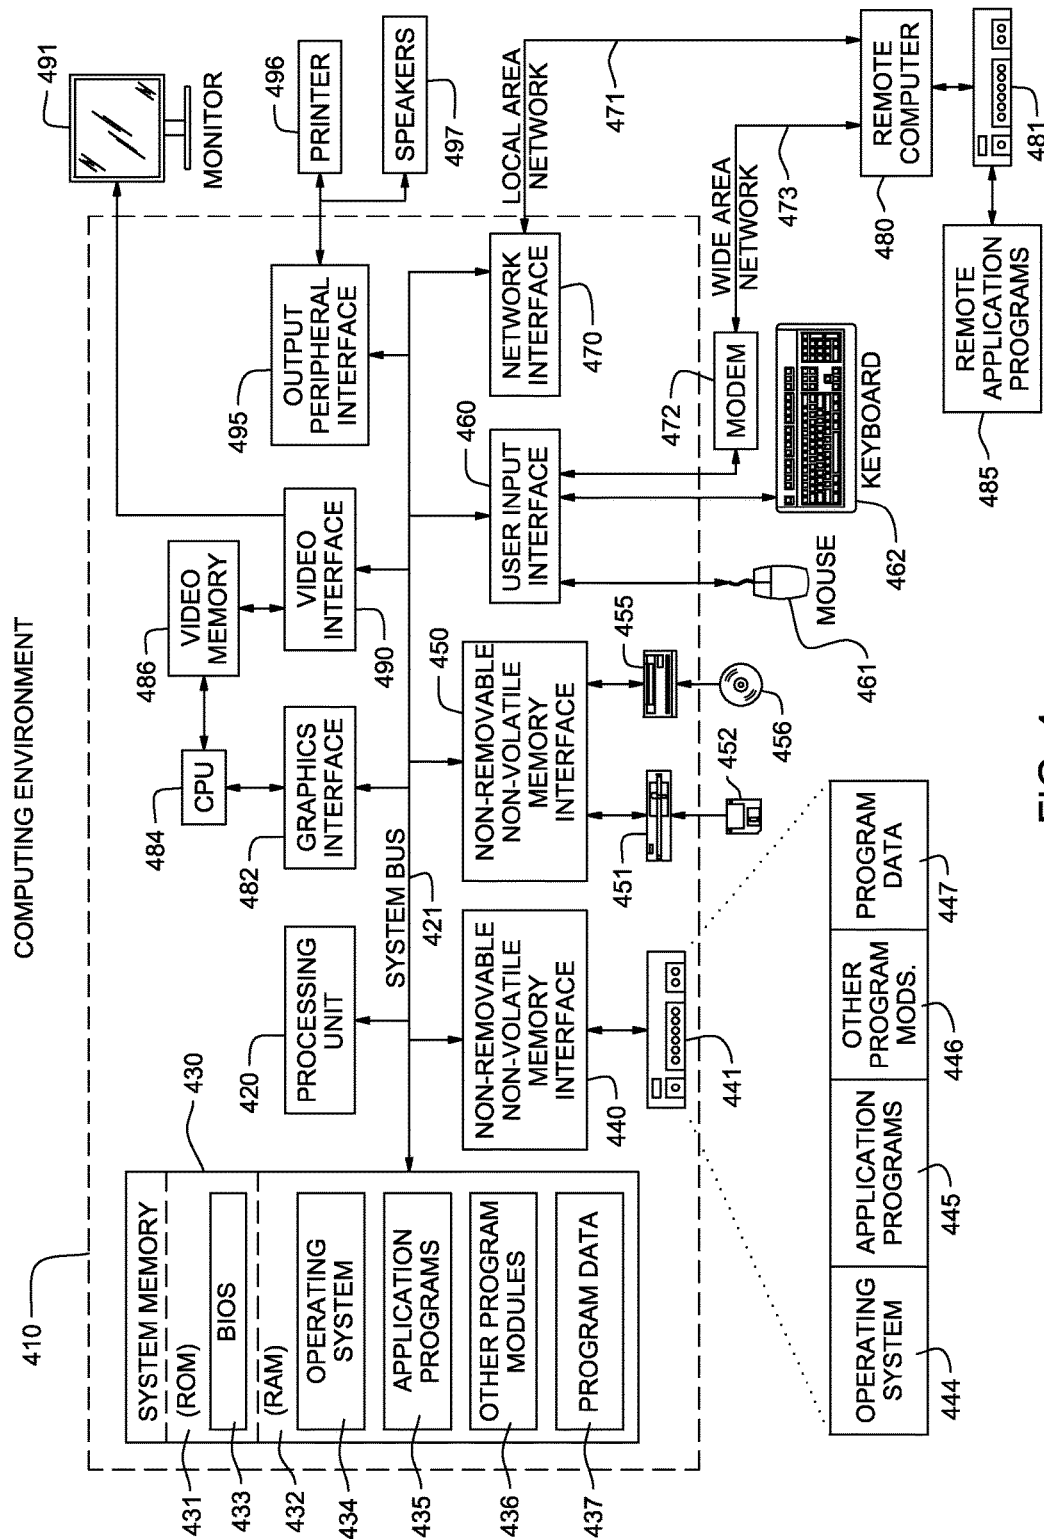 COMPUTING ENVIRONMENT
410
SYSTEM MEMORY
(ROM)
431
430
BIOS
433
(RAM)
432
OPERATING
SYSTEM
434
APPLICATION
PROGRAMS
435
OTHER PROGRAM
MODULES
436
PROGRAM DATA
437
PROCESSING
UNIT
420
SYSTEM BUS
421
CPU
484
GRAPHICS
INTERFACE
482
VIDEO
MEMORY
486
VIDEO
INTERFACE
490
OUTPUT
PERIPHERAL
INTERFACE
495
491
MONITOR
496
PRINTER
SPEAKERS
497
NON-REMOVABLE
NON-VOLATILE
MEMORY
INTERFACE
440
NON-REMOVABLE
NON-VOLATILE
MEMORY
INTERFACE
450
USER INPUT
INTERFACE
460
NETWORK
INTERFACE
470
LOCAL AREA
NETWORK
471
441
451
452
455
456
MOUSE
461
KEYBOARD
462
MODEM
472
WIDE AREA
NETWORK
473
REMOTE
COMPUTER
480
481
REMOTE
APPLICATION
PROGRAMS
485
OPERATING
SYSTEM
444
APPLICATION
PROGRAMS
445
OTHER
PROGRAM
MODS.
446
PROGRAM
DATA
447